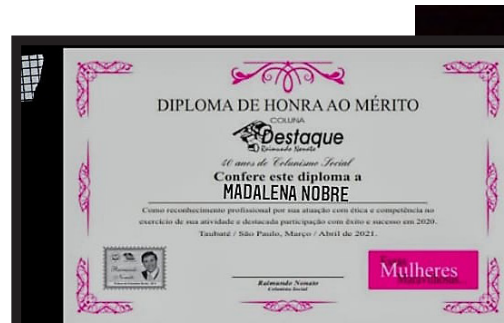 DIPLOMA DE HONRA AO MÉRITO
COLUNA
Destaque
Raimundo Nonato
40 anos de Colunismo Social
Confere este diploma a
MADALENA NOBRE
Como reconhecimento profissional por sua atuação com ética e competência no
exercício de sua atividade e destacada participação com êxito e sucesso em 2020.
Taubaté / São Paulo, Março / Abril de 2021.
Raimundo
Nonato
Raimundo Nonato
Colunista Social
Mulheres